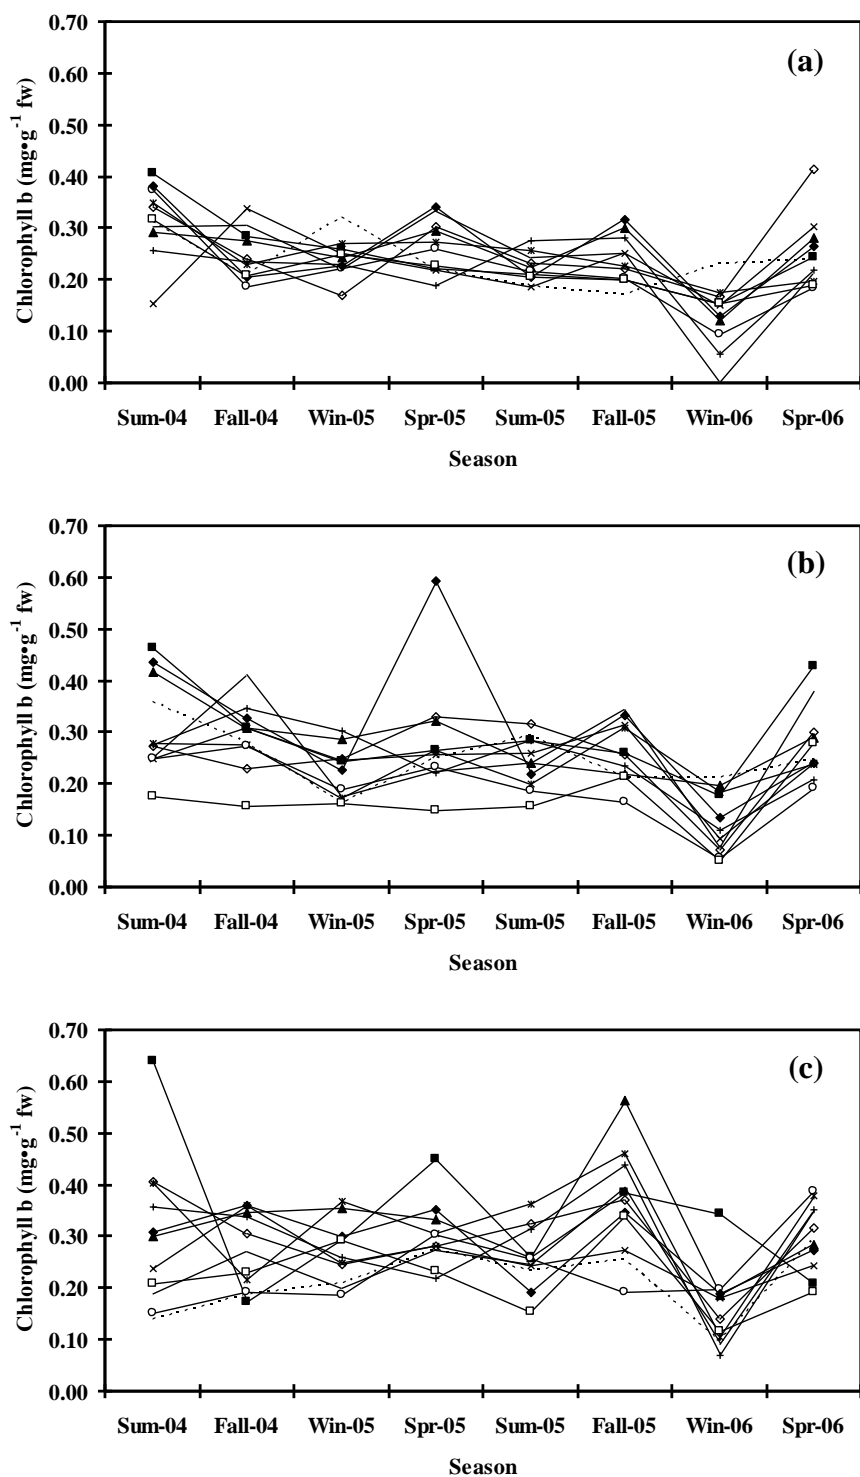 (a)
Chlorophyll b (mg•g⁻¹ fw)
0.70
0.60
0.50
0.40
0.30
0.20
0.10
0.00
Sum-04 Fall-04 Win-05 Spr-05 Sum-05 Fall-05 Win-06 Spr-06
Season
(b)
Chlorophyll b (mg•g⁻¹ fw)
0.70
0.60
0.50
0.40
0.30
0.20
0.10
0.00
Sum-04 Fall-04 Win-05 Spr-05 Sum-05 Fall-05 Win-06 Spr-06
Season
(c)
Chlorophyll b (mg•g⁻¹ fw)
0.70
0.60
0.50
0.40
0.30
0.20
0.10
0.00
Sum-04 Fall-04 Win-05 Spr-05 Sum-05 Fall-05 Win-06 Spr-06
Season